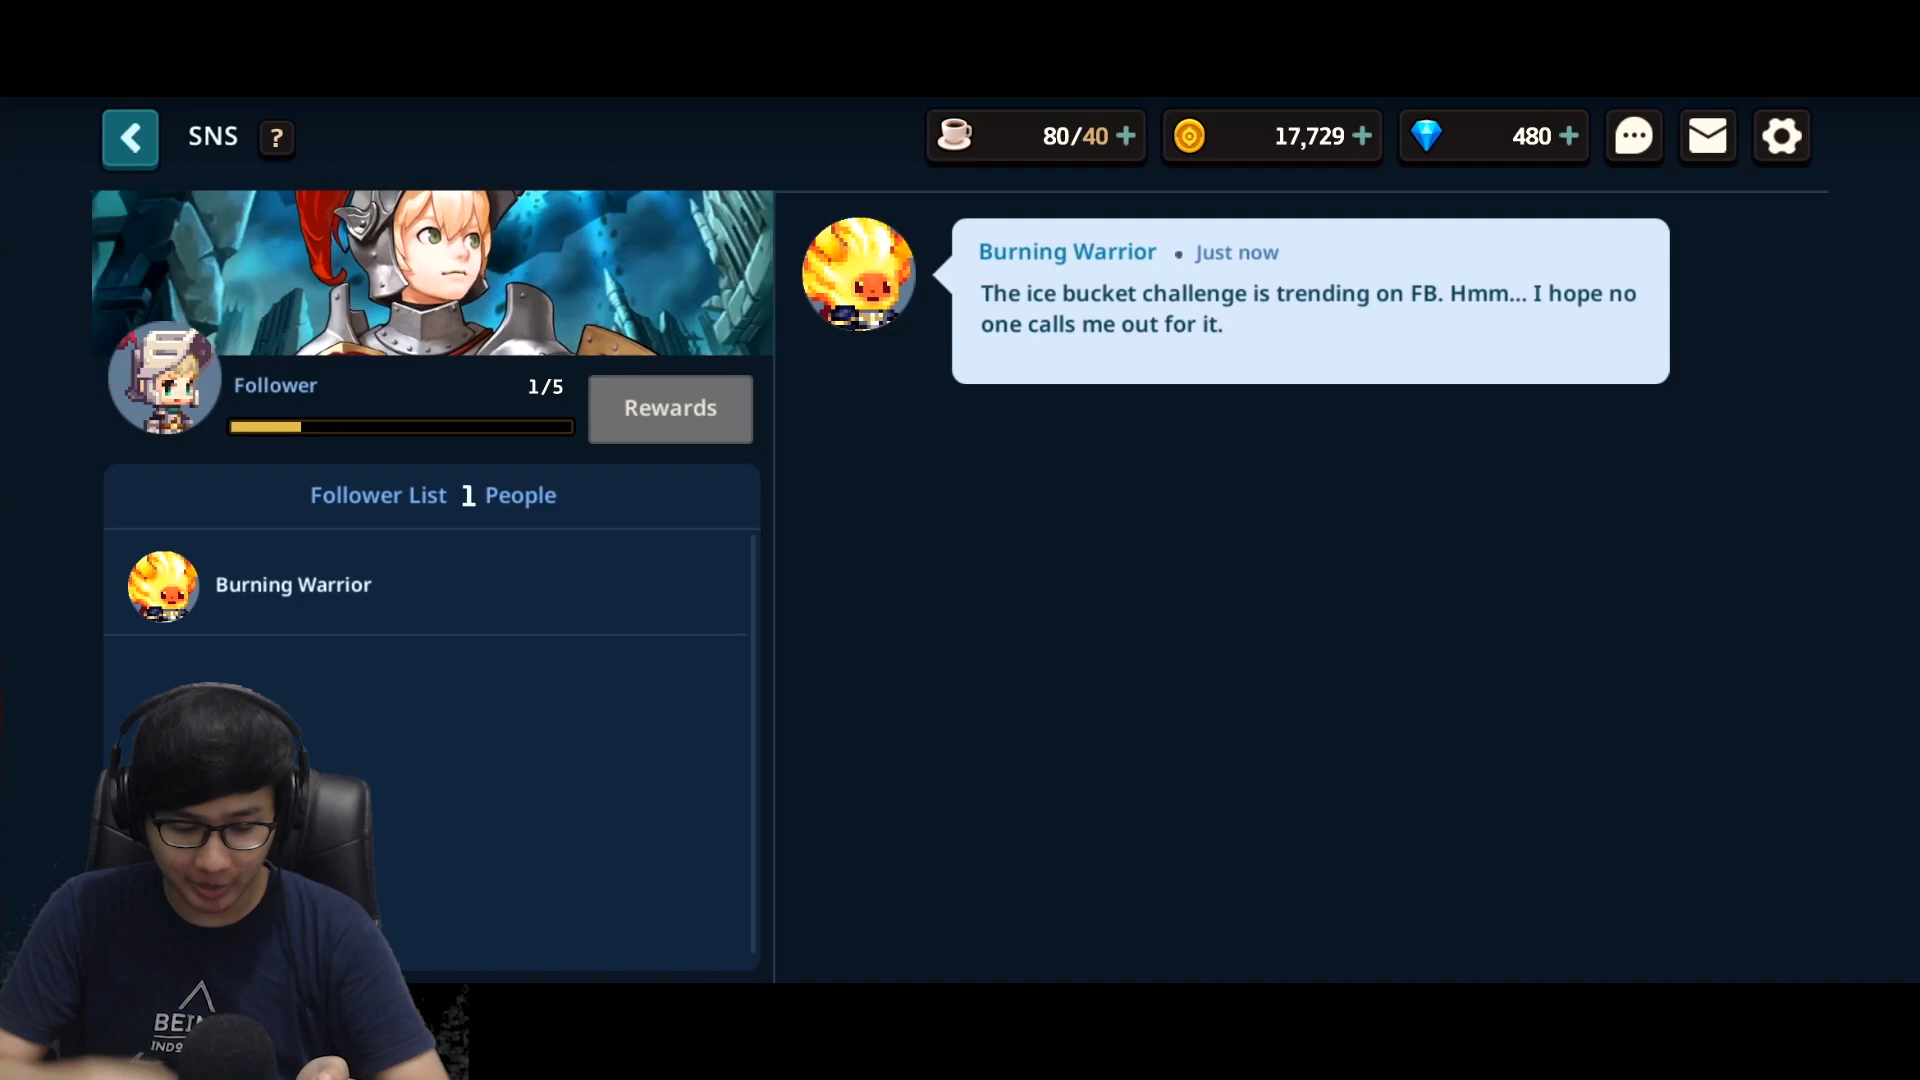 SNS ?
80/40
17,729
480
Burning Warrior • Just now
The ice bucket challenge is trending on FB. Hmm... I hope no
one calls me out for it.
Follower 1/5
Rewards
Follower List 1 People
Burning Warrior